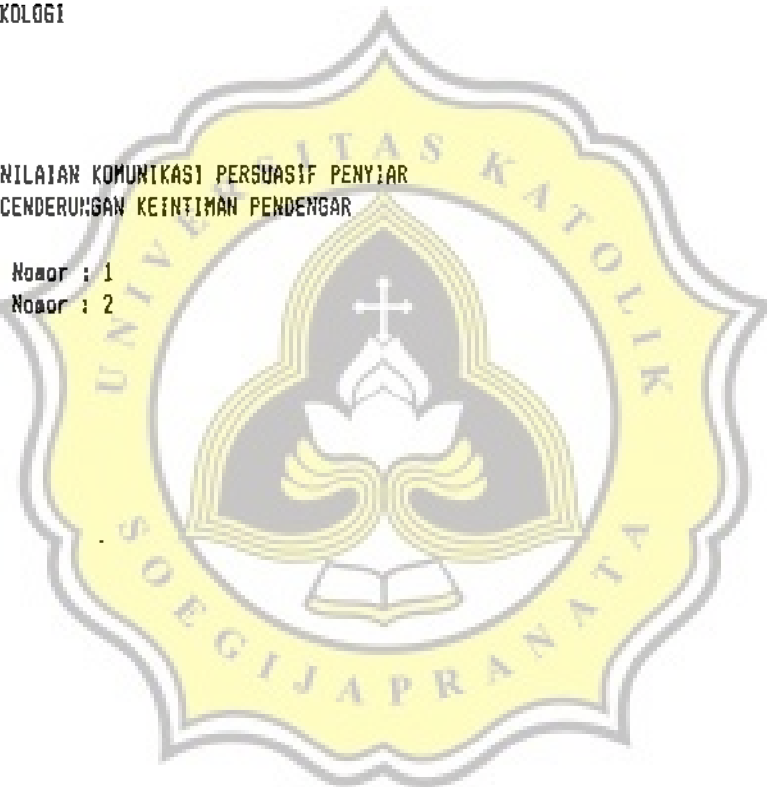 KOLOGI
NILAIAN KOMUNIKASI PERSUASIF PENYIAR
CENDERUNGAN KEINTIMAN PENDENGAR
Nomor : 1
Nomor : 2
UNIVERSITAS KATOLIK
SOEGIJAPRANATA